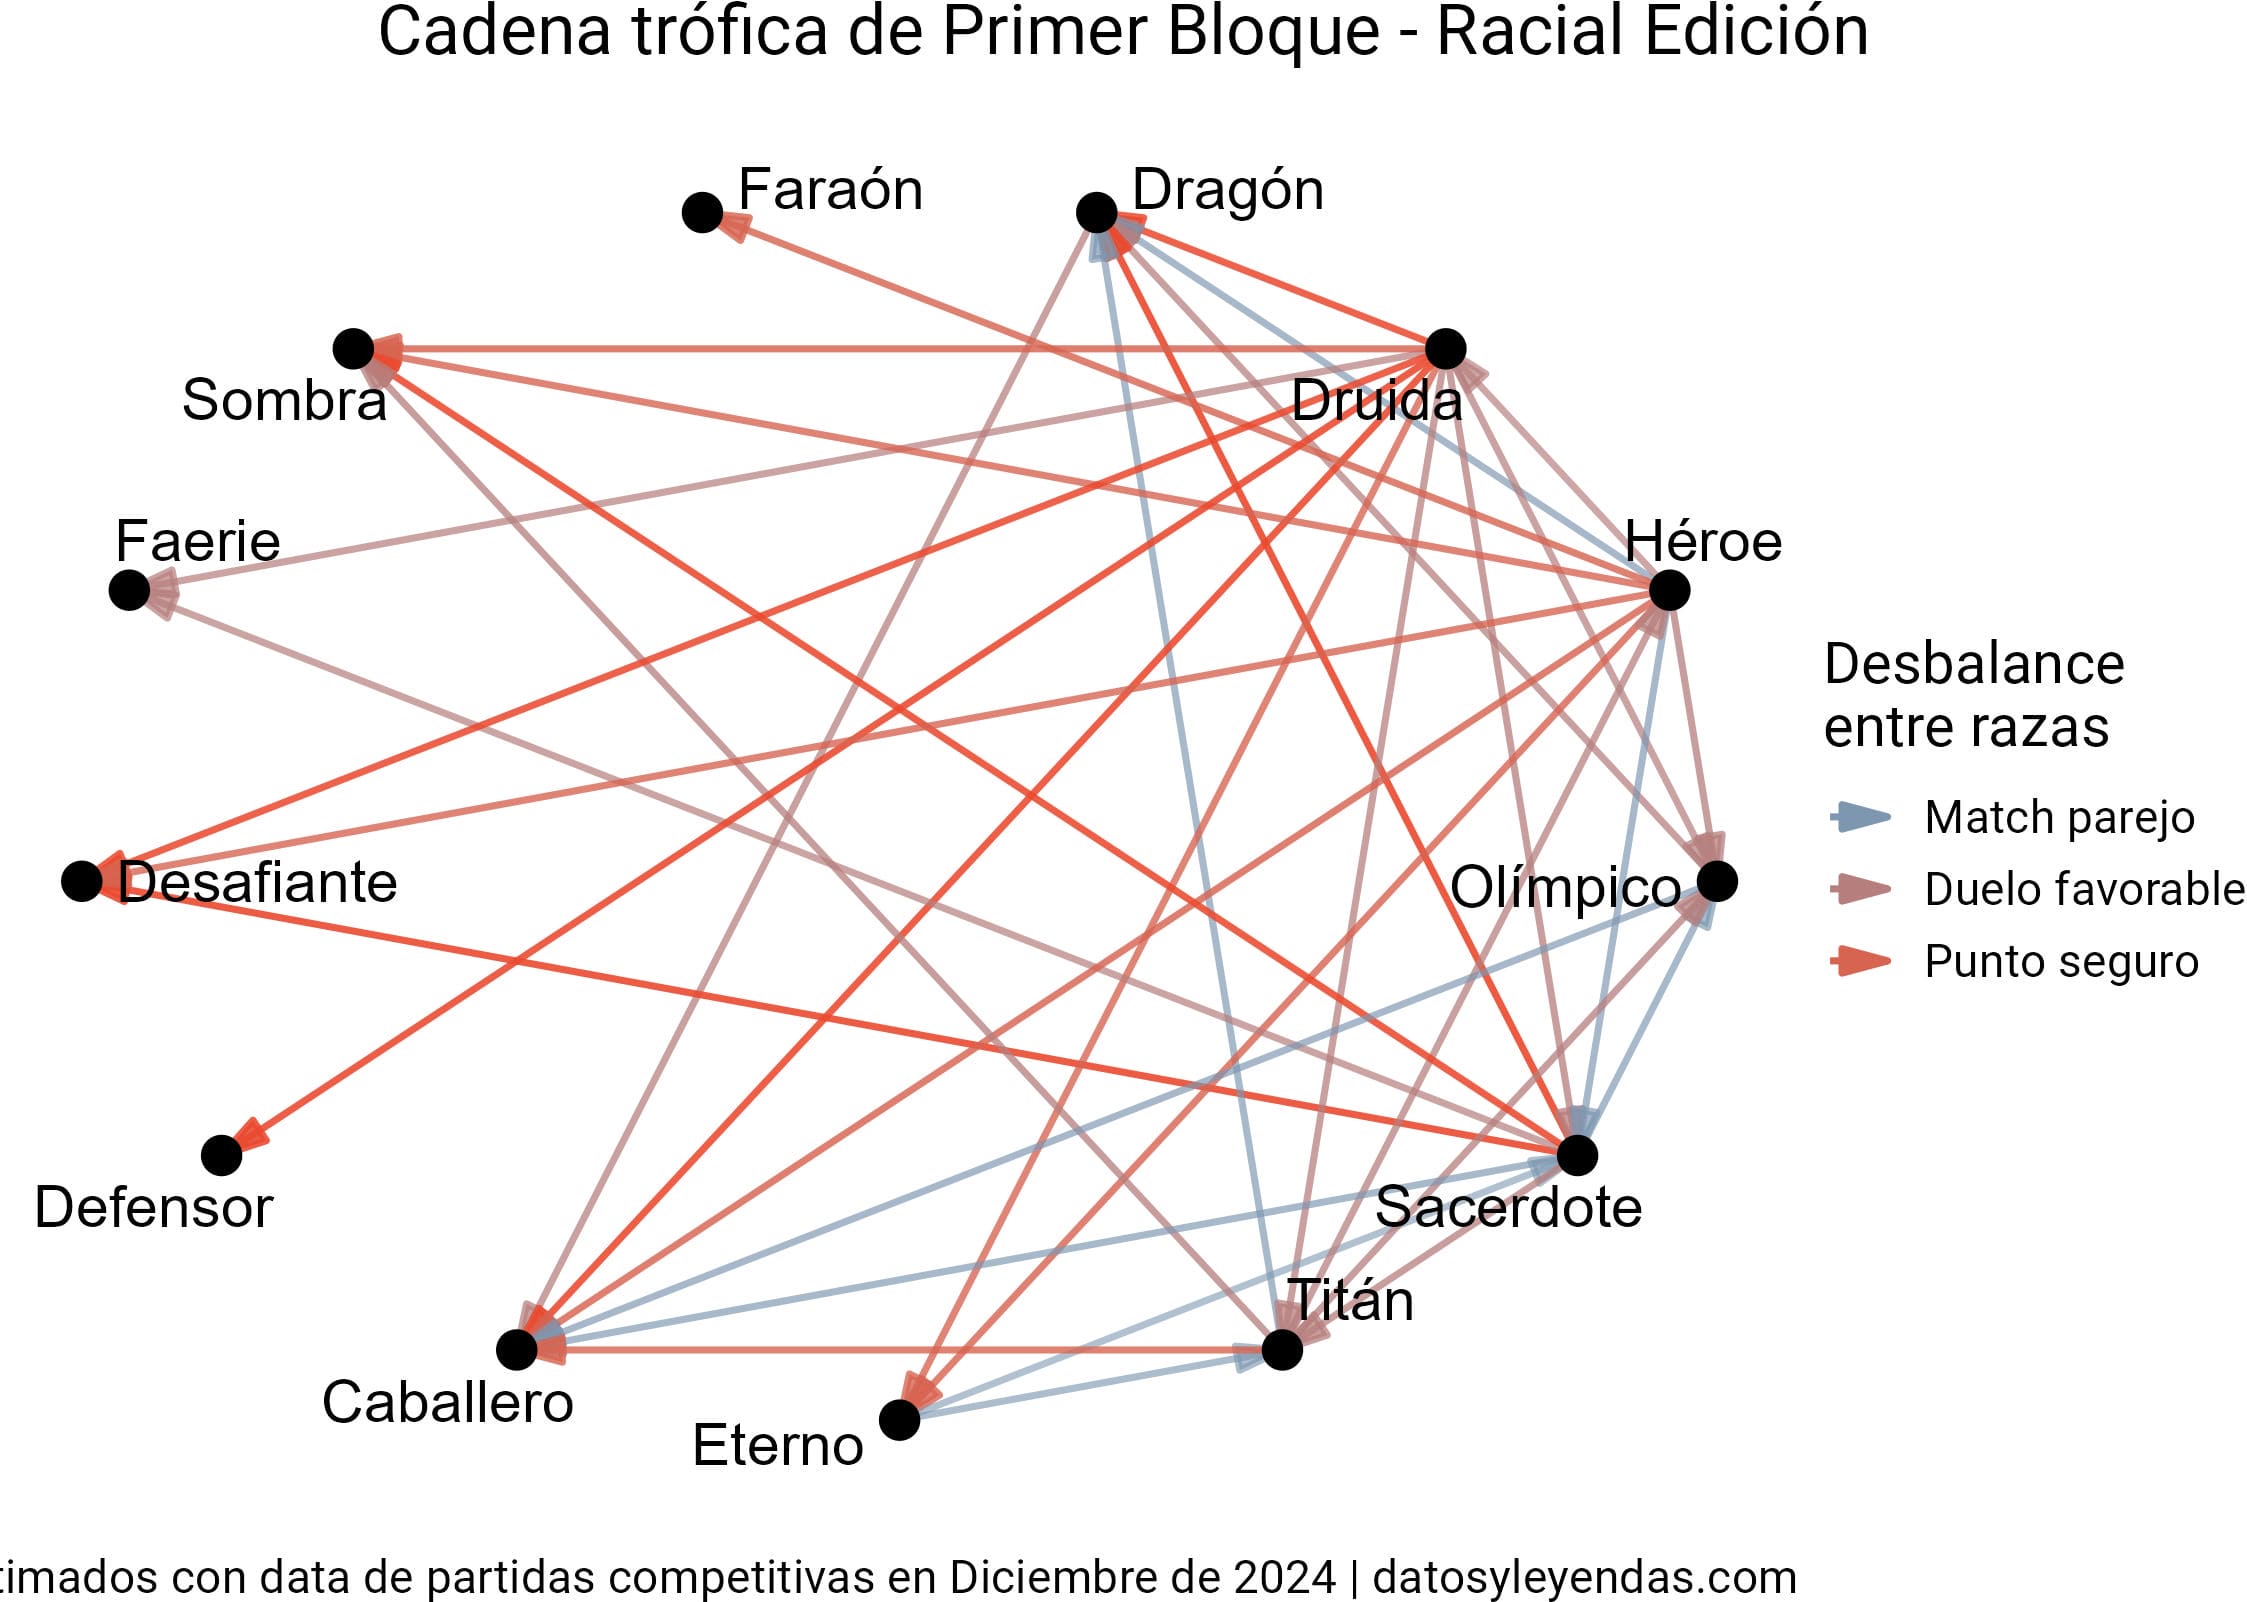 Cadena trófica de Primer Bloque - Racial Edición
Faraón
Dragón
Sombra
Druida
Faerie
Héroe
Desbalance
entre razas
Match parejo
Desafiante
Olímpico
Duelo favorable
Punto seguro
Defensor
Sacerdote
Titán
Caballero
Eterno
timados con data de partidas competitivas en Diciembre de 2024 | datosyleyendas.com